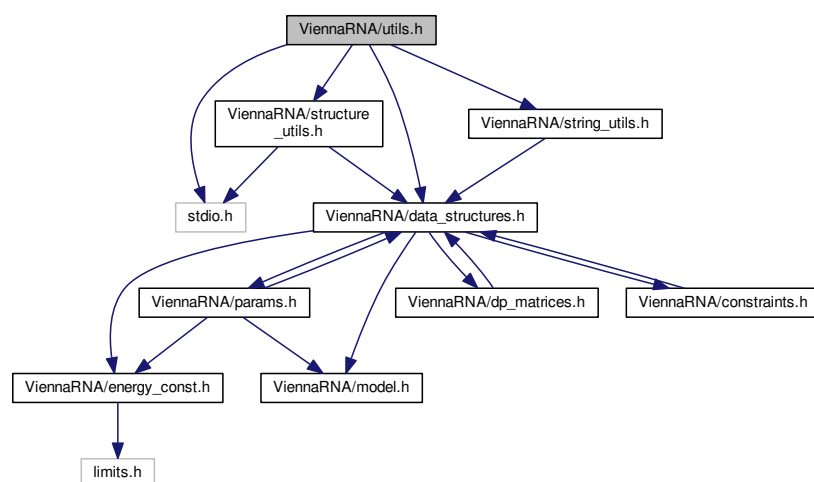 ViennaRNA/utils.h
ViennaRNA/structure
_utils.h
ViennaRNA/string_utils.h
stdio.h
ViennaRNA/data_structures.h
ViennaRNA/params.h
ViennaRNA/dp_matrices.h
ViennaRNA/constraints.h
ViennaRNA/energy_const.h
ViennaRNA/model.h
limits.h